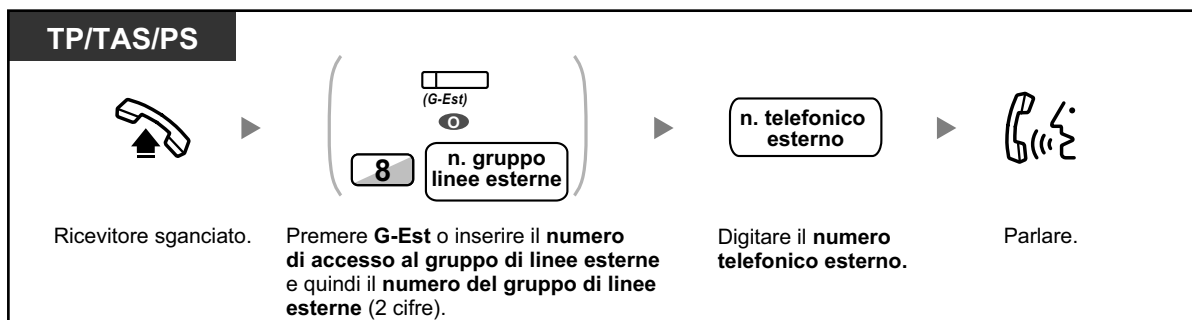 TP/TAS/PS
(G-Est)
O
8
n. gruppo
linee esterne
n. telefonico
esterno
Ricevitore sganciato.
Premere G-Est o inserire il numero
di accesso al gruppo di linee esterne
e quindi il numero del gruppo di linee
esterne (2 cifre).
Digitare il numero
telefonico esterno.
Parlare.